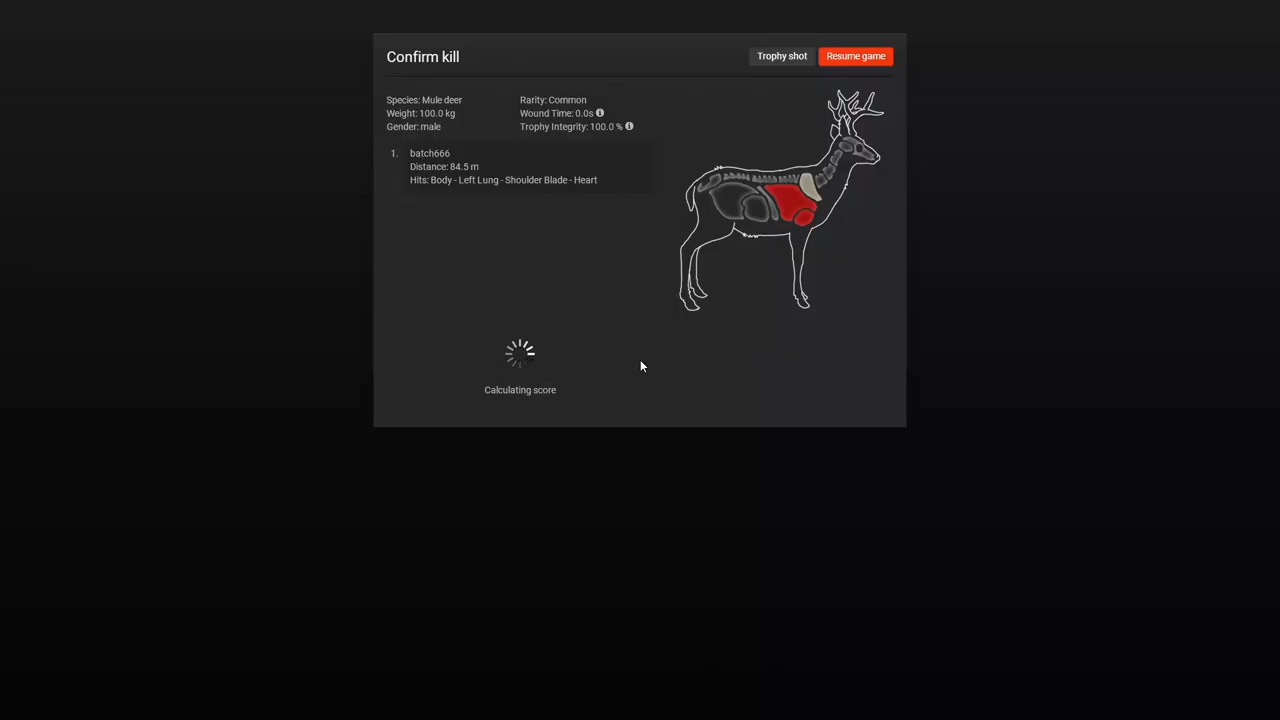 Confirm kill
Trophy shot
Resume game
Species: Mule deer
Rarity: Common
Weight: 100.0 kg
Wound Time: 0.0s
Gender: male
Trophy Integrity: 100.0 %
1. batch666
Distance: 84.5 m
Hits: Body - Left Lung - Shoulder Blade - Heart
Calculating score